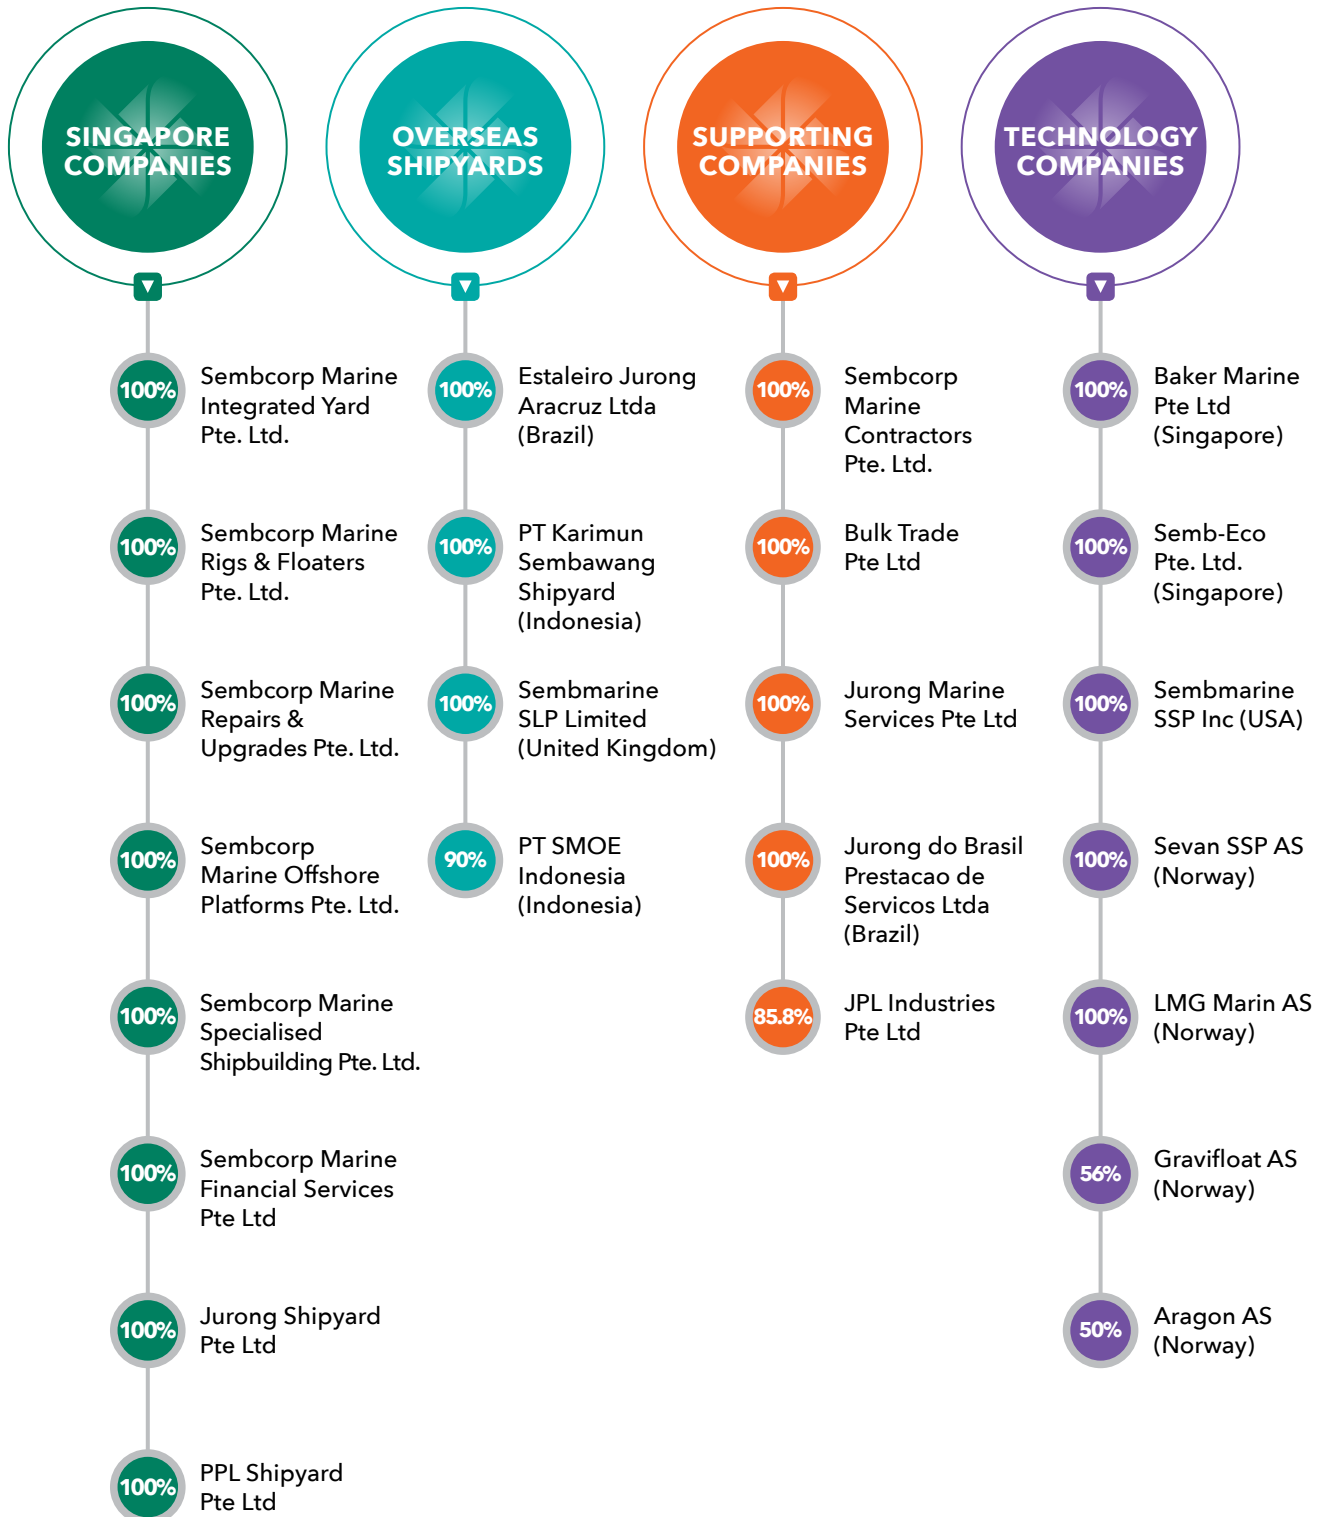 SINGAPORE
COMPANIES
100%
Sembcorp Marine
Integrated Yard
Pte. Ltd.
100%
Sembcorp Marine
Rigs & Floaters
Pte. Ltd.
100%
Sembcorp Marine
Repairs &
Upgrades Pte. Ltd.
100%
Sembcorp
Marine Offshore
Platforms Pte. Ltd.
100%
Sembcorp Marine
Specialised
Shipbuilding Pte. Ltd.
100%
Sembcorp Marine
Financial Services
Pte Ltd
100%
Jurong Shipyard
Pte Ltd
100%
PPL Shipyard
Pte Ltd
OVERSEAS
SHIPYARDS
100%
Estaleiro Jurong
Aracruz Ltda
(Brazil)
100%
PT Karimun
Sembawang
Shipyard
(Indonesia)
100%
Sembmarine
SLP Limited
(United Kingdom)
90%
PT SMOE
Indonesia
(Indonesia)
SUPPORTING
COMPANIES
100%
Sembcorp
Marine
Contractors
Pte. Ltd.
100%
Bulk Trade
Pte Ltd
100%
Jurong Marine
Services Pte Ltd
100%
Jurong do Brasil
Prestacao de
Servicos Ltda
(Brazil)
85.8%
JPL Industries
Pte Ltd
TECHNOLOGY
COMPANIES
100%
Baker Marine
Pte Ltd
(Singapore)
100%
Semb-Eco
Pte. Ltd.
(Singapore)
100%
Sembmarine
SSP Inc (USA)
100%
Sevan SSP AS
(Norway)
100%
LMG Marin AS
(Norway)
56%
Gravifloat AS
(Norway)
50%
Aragon AS
(Norway)